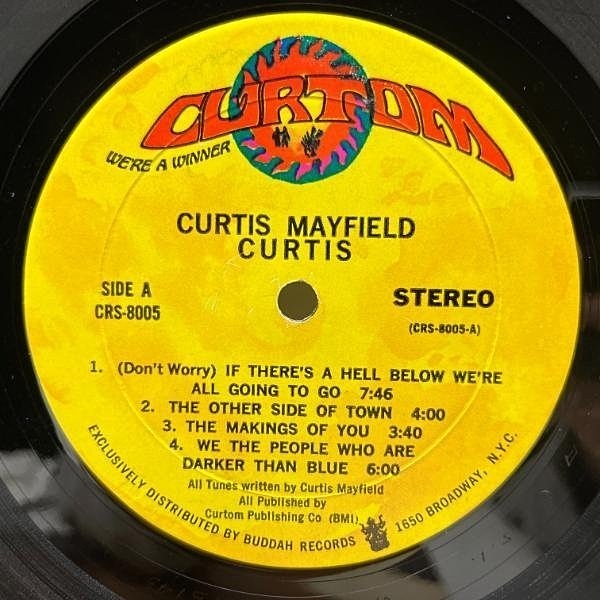 CURTOM
WE'RE A WINNER
CURTIS MAYFIELD
CURTIS
SIDE A
CRS-8005
STEREO
(CRS-8005-A)
1. (Don't Worry) IF THERE'S A HELL BELOW WE'RE
ALL GOING TO GO 7:46
2. THE OTHER SIDE OF TOWN 4:00
3. THE MAKINGS OF YOU 3:40
4. WE THE PEOPLE WHO ARE
DARKER THAN BLUE 6:00
All Tunes written by Curtis Mayfield
All Published by
Curtom Publishing Co (BMI)
EXCLUSIVELY DISTRIBUTED BY BUDDAH RECORDS 1650 BROADWAY, N.Y.C.